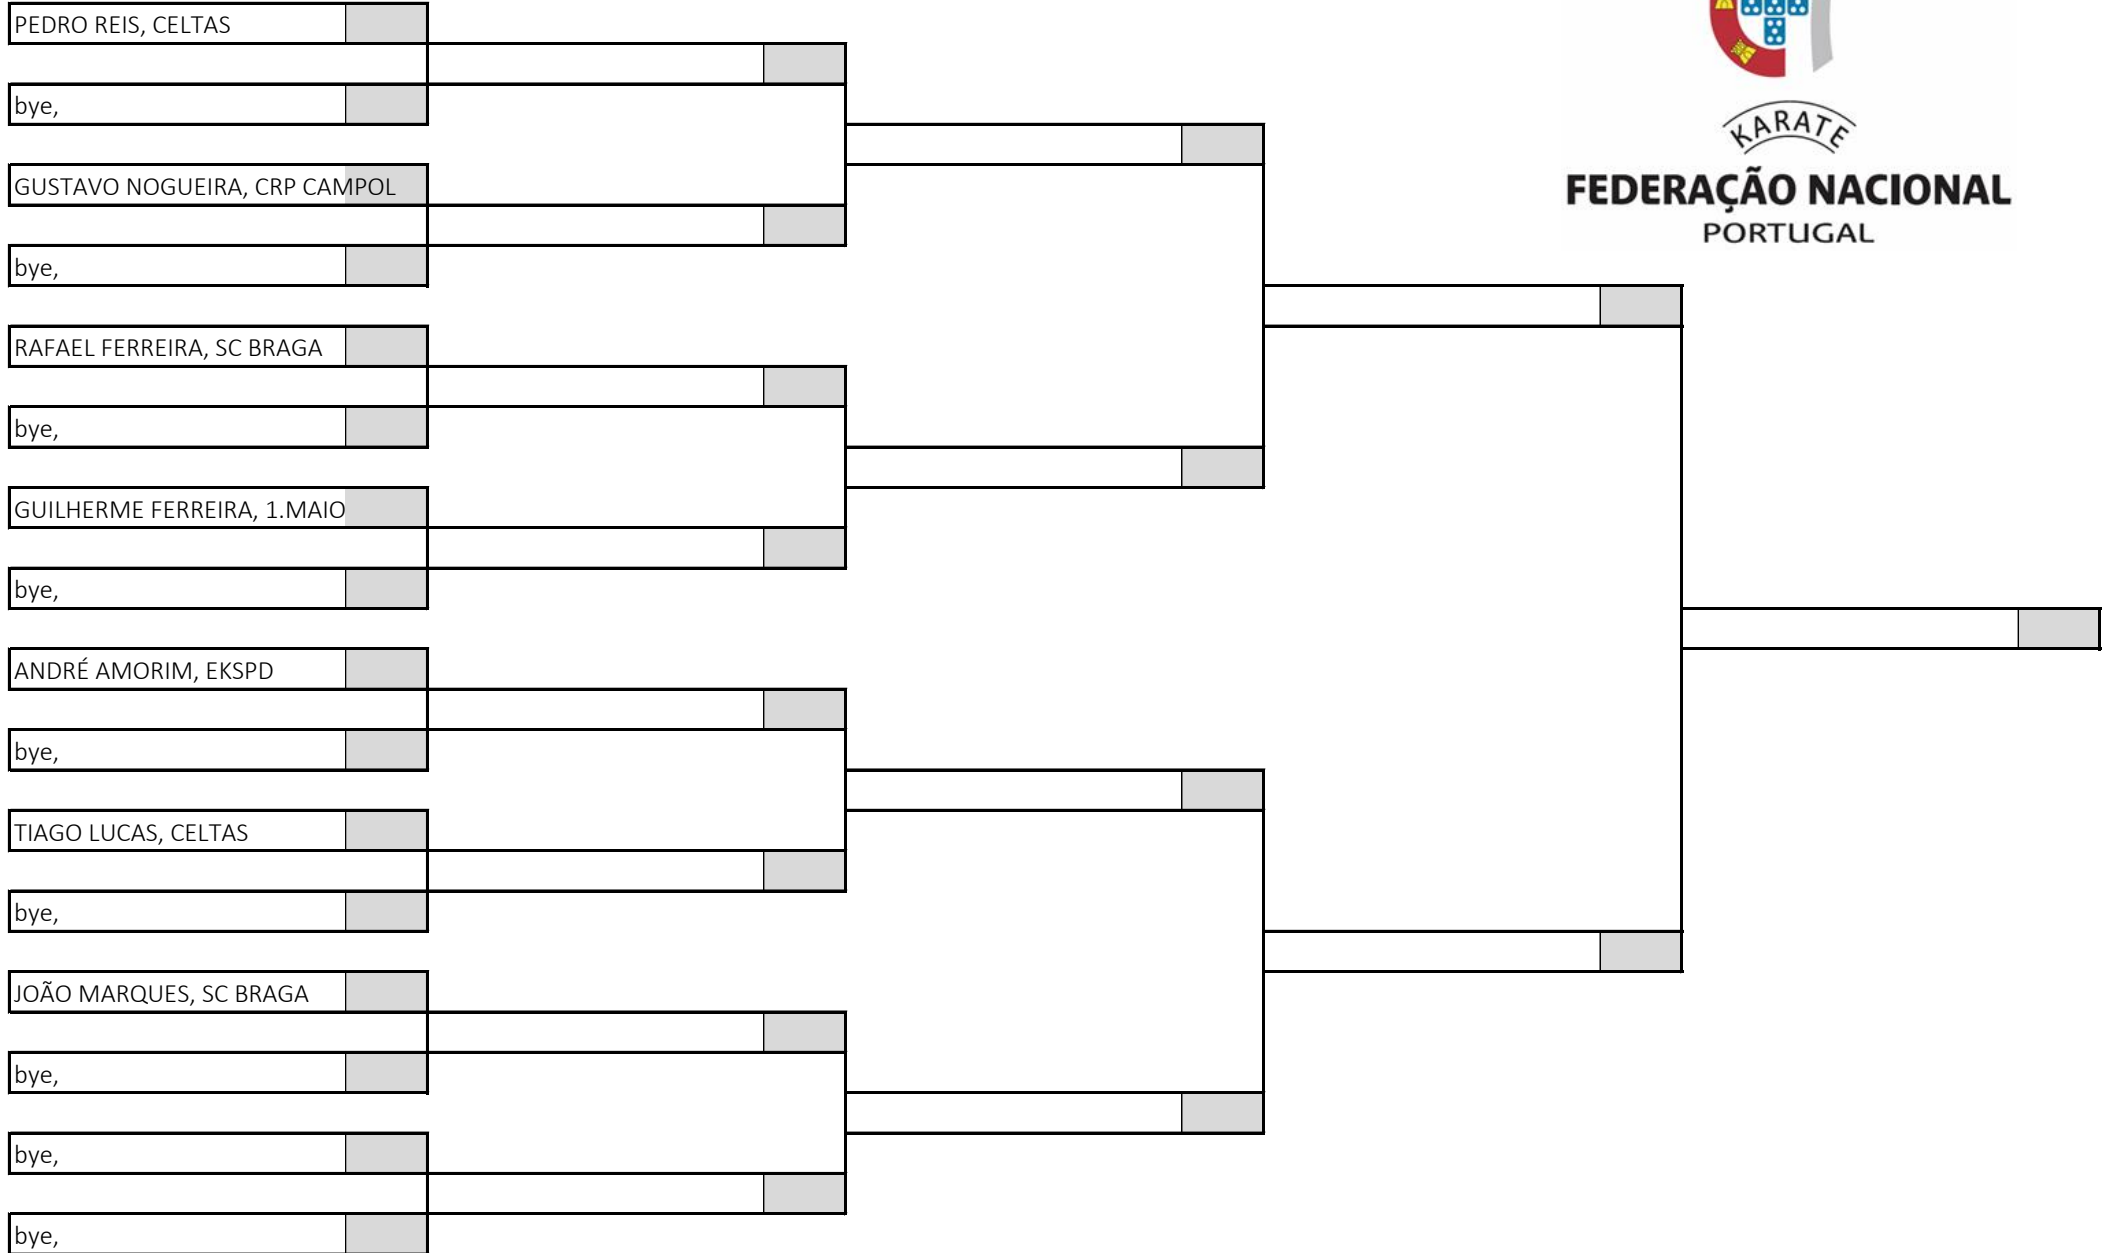 PEDRO REIS, CELTAS
bye,
GUSTAVO NOGUEIRA, CRP CAMPOL
bye,
RAFAEL FERREIRA, SC BRAGA
bye,
GUILHERME FERREIRA, 1.MAIO
bye,
ANDRÉ AMORIM, EKSPD
bye,
TIAGO LUCAS, CELTAS
bye,
JOÃO MARQUES, SC BRAGA
bye,
bye,
bye,
KARATE
FEDERAÇÃO NACIONAL
PORTUGAL